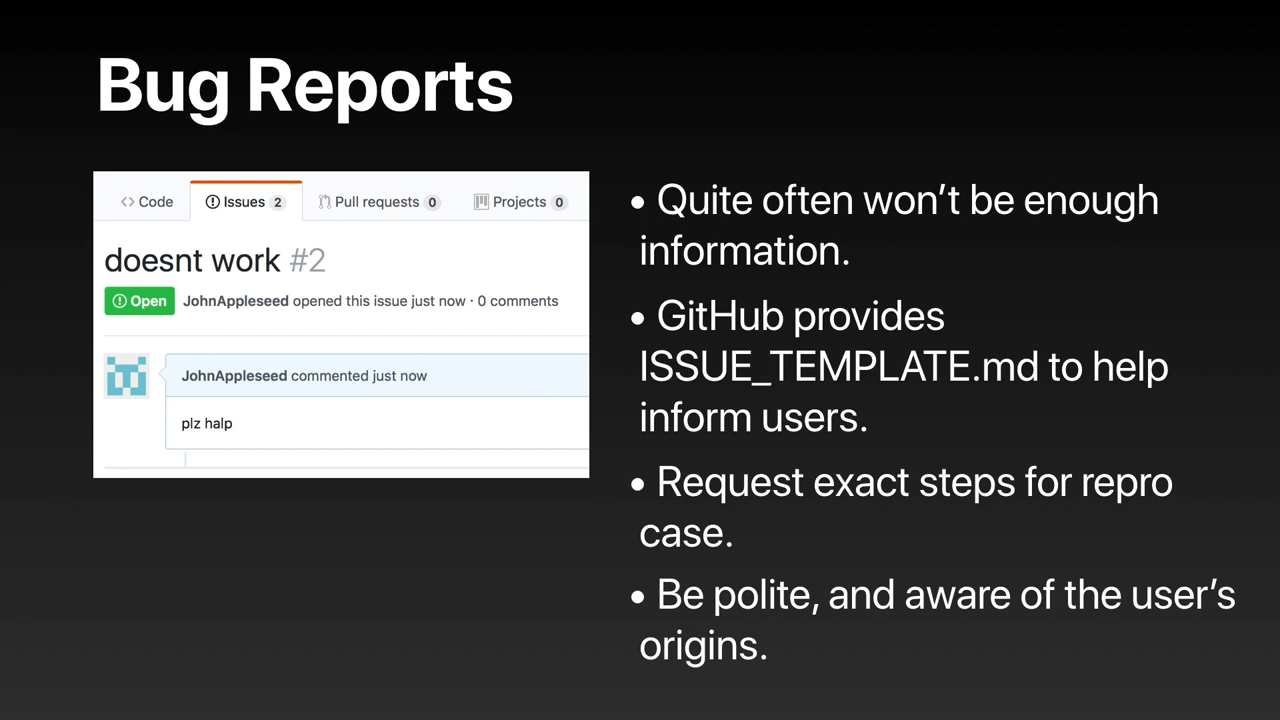 Bug Reports
Code Issues 2 Pull requests 0 Projects 0
doesnt work #2
Open JohnAppleseed opened this issue just now · 0 comments
JohnAppleseed commented just now
plz halp
• Quite often won’t be enough
information.
• GitHub provides
ISSUE_TEMPLATE.md to help
inform users.
• Request exact steps for repro
case.
• Be polite, and aware of the user’s
origins.